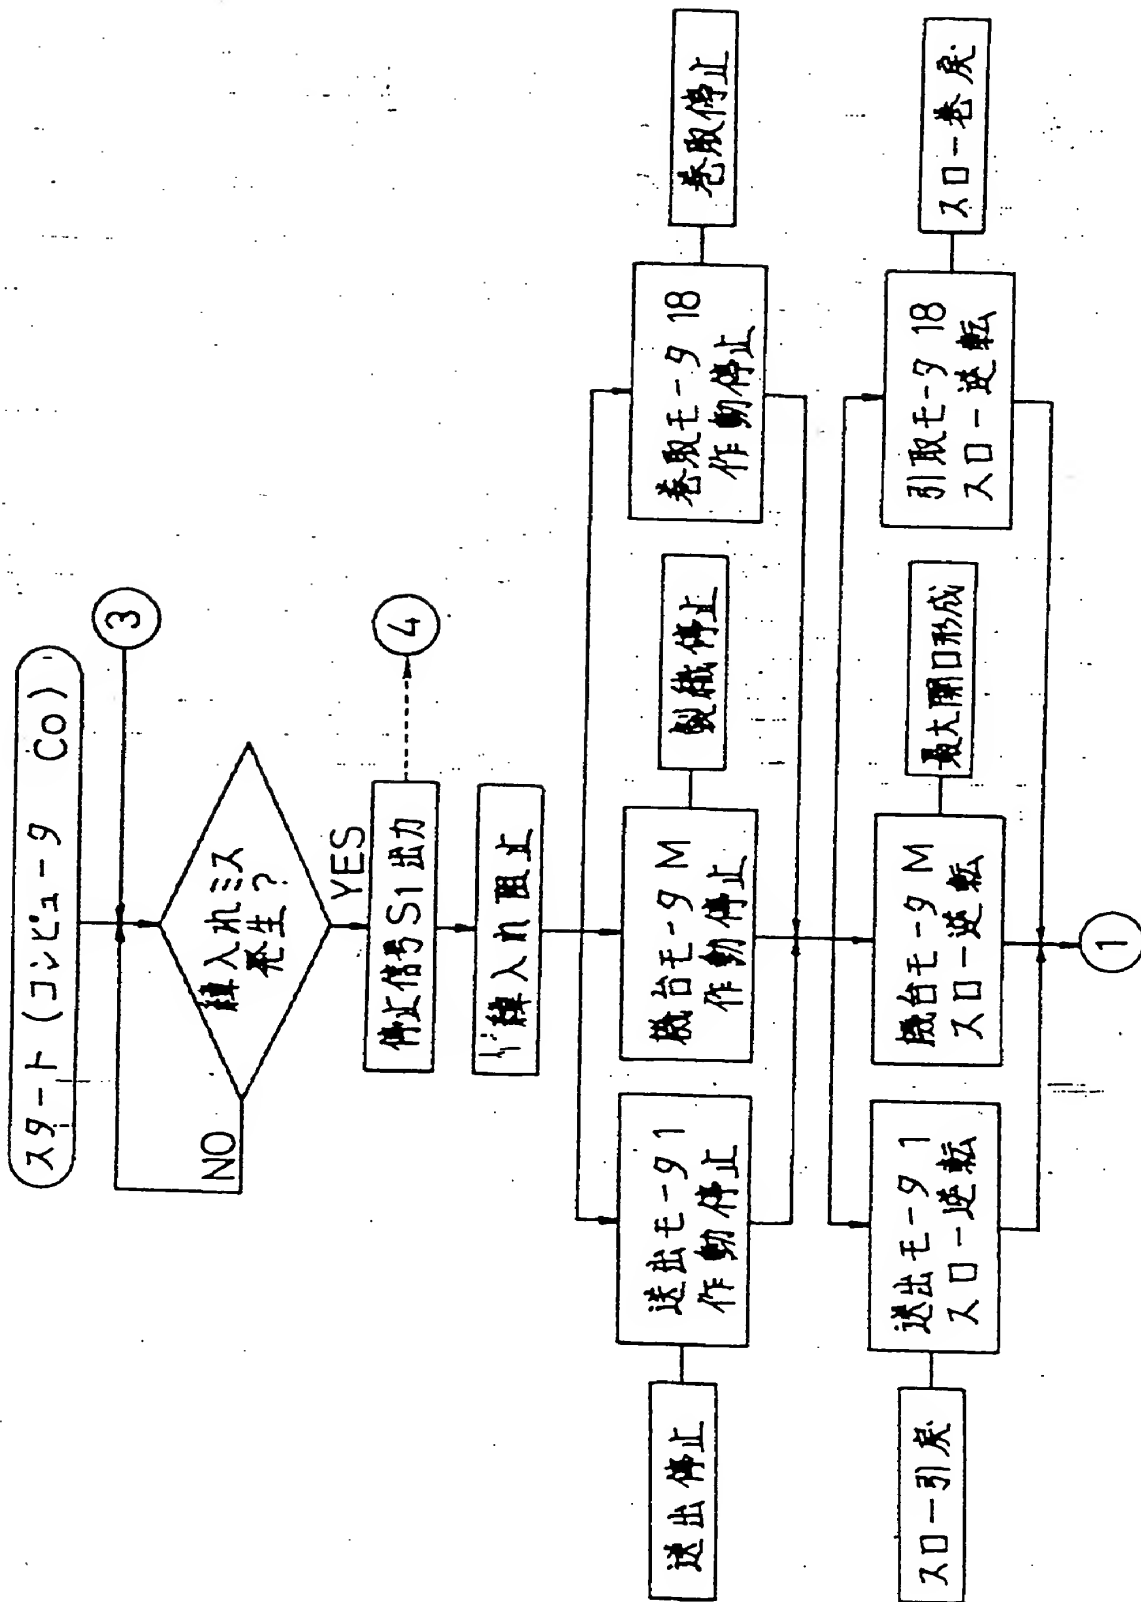 スタート(コンピュータ Co)
3
緯入れミス
発生?
NO
YES
停止信号S1出力
4
緯入れ阻止
送出停止
送出モータ1
作動停止
機台モータM
作動停止
製織停止
巻取モータ18
作動停止
巻取停止
スロー引戻
送出モータ1
スロー逆転
機台モータM
スロー逆転
最大開口形成
引取モータ18
スロー逆転
スロー巻戻
1